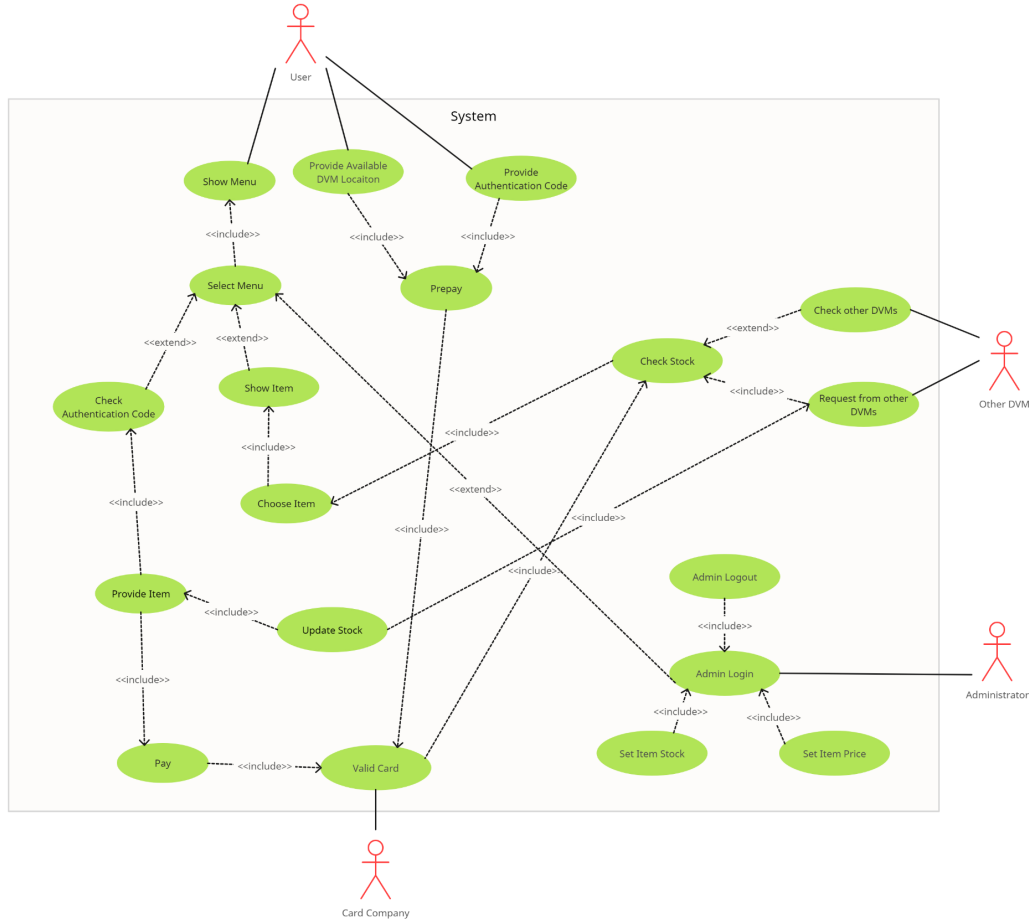 User
System
Show Menu
Provide Available
DVM Locaiton
Provide
Authentication Code
<<include>>
<<include>>
<<include>>
Select Menu
Prepay
Check other DVMs
<<extend>>
<<extend>>
<<extend>>
Check Stock
Other DVM
Check
Authentication Code
Show Item
<<include>>
Request from other
DVMs
<<include>>
<<include>>
<<extend>>
<<include>>
Choose Item
<<include>>
<<include>>
<<include>>
Admin Logout
Provide Item
Update Stock
<<include>>
<<include>>
<<include>>
Admin Login
Administrator
<<include>>
<<include>>
<<include>>
Set Item Stock
Set Item Price
Pay
<<include>>
Valid Card
Card Company